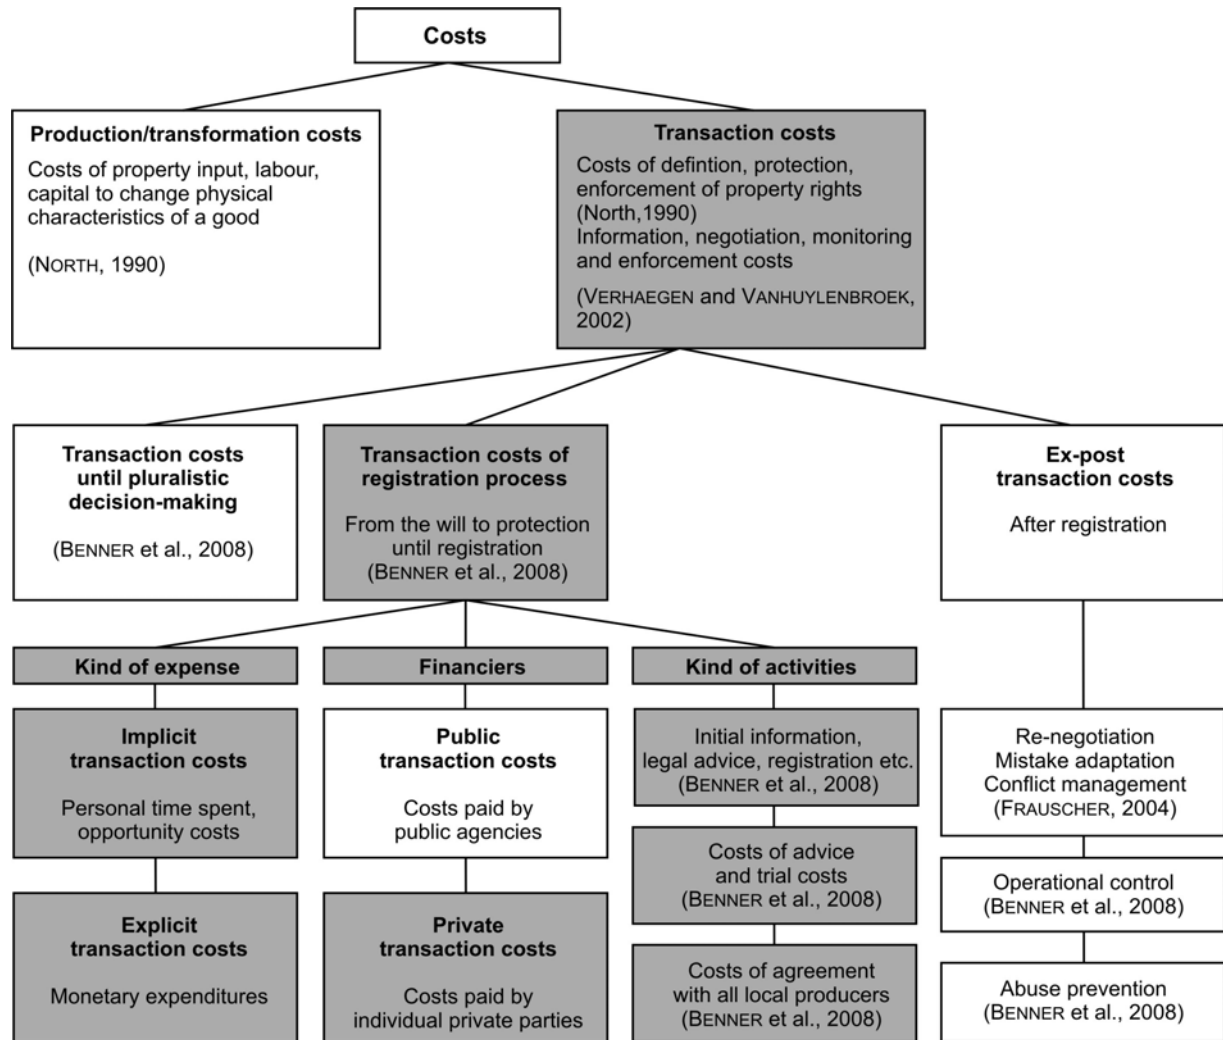 Costs
Production/transformation costs
Costs of property input, labour,
capital to change physical
characteristics of a good
(NORTH, 1990)
Transaction costs
Costs of defintion, protection,
enforcement of property rights
(North,1990)
Information, negotiation, monitoring
and enforcement costs
(VERHAEGEN and VANHUYLENBROEK,
2002)
Transaction costs
until pluralistic
decision-making
(BENNER et al., 2008)
Transaction costs of
registration process
From the will to protection
until registration
(BENNER et al., 2008)
Ex-post
transaction costs
After registration
Kind of expense
Implicit
transaction costs
Personal time spent,
opportunity costs
Explicit
transaction costs
Monetary expenditures
Financiers
Public
transaction costs
Costs paid by
public agencies
Private
transaction costs
Costs paid by
individual private parties
Kind of activities
Initial information,
legal advice, registration etc.
(BENNER et al., 2008)
Costs of advice
and trial costs
(BENNER et al., 2008)
Costs of agreement
with all local producers
(BENNER et al., 2008)
Re-negotiation
Mistake adaptation
Conflict management
(FRAUSCHER, 2004)
Operational control
(BENNER et al., 2008)
Abuse prevention
(BENNER et al., 2008)